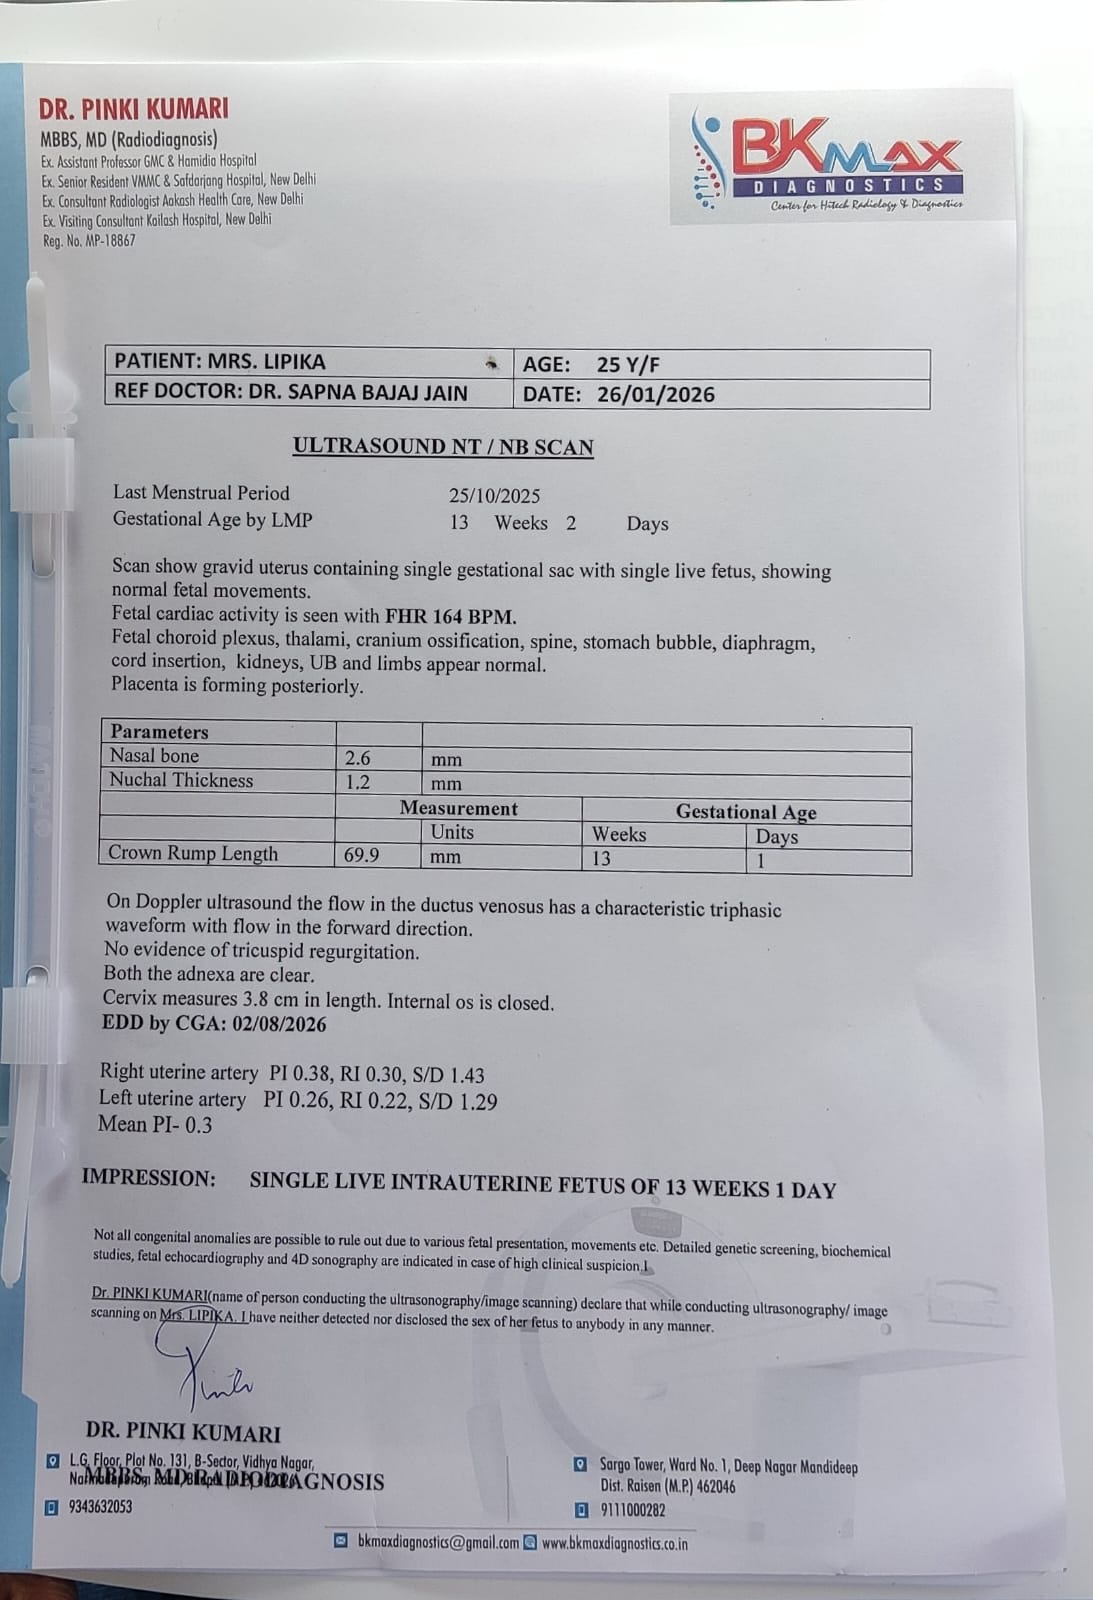 DR. PINKI KUMARI
MBBS, MD (Radiodiagnosis)
Ex. Assistant Professor GMC & Hamidia Hospital
Ex. Senior Resident VMMC & Safdarjang Hospital, New Delhi
Ex. Consultant Radiologist Aakash Health Care, New Delhi
Ex. Visiting Consultant Kailash Hospital, New Delhi
Reg. No. MP-18867
BKMAX
DIAGNOSTICS
Center for Hitech Radiology & Diagnostics
PATIENT: MRS. LIPIKA AGE: 25 Y/F
REF DOCTOR: DR. SAPNA BAJAJ JAIN DATE: 26/01/2026
ULTRASOUND NT / NB SCAN
Last Menstrual Period 25/10/2025
Gestational Age by LMP 13 Weeks 2 Days
Scan show gravid uterus containing single gestational sac with single live fetus, showing
normal fetal movements.
Fetal cardiac activity is seen with FHR 164 BPM.
Fetal choroid plexus, thalami, cranium ossification, spine, stomach bubble, diaphragm,
cord insertion, kidneys, UB and limbs appear normal.
Placenta is forming posteriorly.
Parameters
Nasal bone 2.6 mm
Nuchal Thickness 1.2 mm
Measurement Gestational Age
Units Weeks Days
Crown Rump Length 69.9 mm 13 1
On Doppler ultrasound the flow in the ductus venosus has a characteristic triphasic
waveform with flow in the forward direction.
No evidence of tricuspid regurgitation.
Both the adnexa are clear.
Cervix measures 3.8 cm in length. Internal os is closed.
EDD by CGA: 02/08/2026
Right uterine artery PI 0.38, RI 0.30, S/D 1.43
Left uterine artery PI 0.26, RI 0.22, S/D 1.29
Mean PI- 0.3
IMPRESSION: SINGLE LIVE INTRAUTERINE FETUS OF 13 WEEKS 1 DAY
Not all congenital anomalies are possible to rule out due to various fetal presentation, movements etc. Detailed genetic screening, biochemical
studies, fetal echocardiography and 4D sonography are indicated in case of high clinical suspicion.I
Dr. PINKI KUMARI(name of person conducting the ultrasonography/image scanning) declare that while conducting ultrasonography/ image
scanning on Mrs. LIPIKA. I have neither detected nor disclosed the sex of her fetus to anybody in any manner.
DR. PINKI KUMARI
L.G. Floor, Plot No. 131, B-Sector, Vidhya Nagar,
MBBS, MD RADIODIAGNOSIS
9343632053
Sargo Tower, Ward No. 1, Deep Nagar Mandideep
Dist. Raisen (M.P.) 462046
9111000282
bkmaxdiagnostics@gmail.com www.bkmaxdiagnostics.co.in